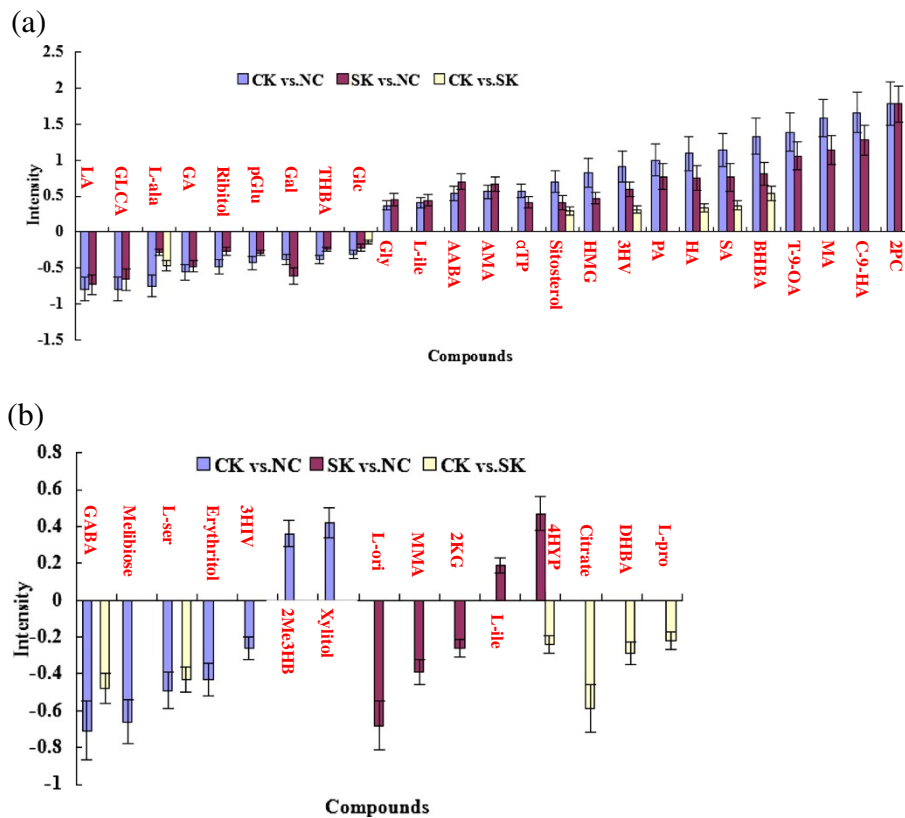 (a)
2.5
2
1.5
1
0.5
0
-0.5
-1
-1.5
Intensity
CK vs.NC SK vs.NC CK vs.SK
LA GLCA L-ala GA Ribitol pGlu Gal THBA Glc
Gly L-ile AABA AMA αTP Sitosterol HMG 3HV PA HA SA BHBA T-9-OA MA C-9-HA 2PC
Compounds
(b)
0.8
0.6
0.4
0.2
0
-0.2
-0.4
-0.6
-0.8
-1
Intensity
CK vs.NC SK vs.NC CK vs.SK
GABA Melibiose L-ser Erythritol 3HIV 2Me3HB Xylitol L-ori MMA 2KG L-ile 4HYP Citrate DHBA L-pro
Compounds